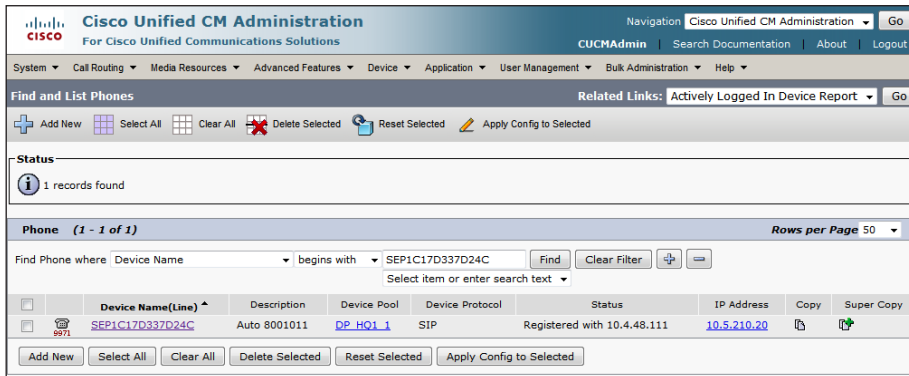 Cisco Unified CM Administration
For Cisco Unified Communications Solutions
CISCO
Navigation Cisco Unified CM Administration Go
CUCMAdmin | Search Documentation | About | Logout
System Call Routing Media Resources Advanced Features Device Application User Management Bulk Administration Help
Find and List Phones
Related Links: Actively Logged In Device Report Go
Add New Select All Clear All Delete Selected Reset Selected Apply Config to Selected
Status
1 records found
Phone (1 - 1 of 1)
Rows per Page 50
Find Phone where Device Name begins with SEP1C17D337D24C Find Clear Filter
Select item or enter search text
Device Name(Line) Description Device Pool Device Protocol Status IP Address Copy Super Copy
9971 SEP1C17D337D24C Auto 8001011 DP_HQ1_1 SIP Registered with 10.4.48.111 10.5.210.20
Add New Select All Clear All Delete Selected Reset Selected Apply Config to Selected